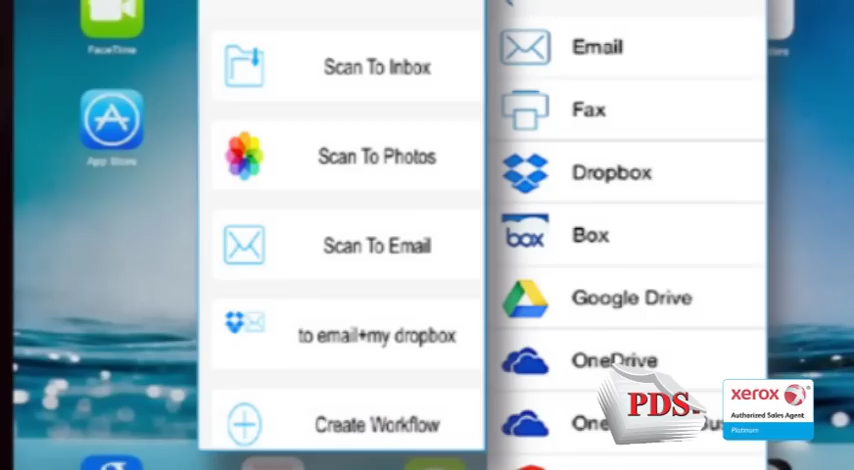 FaceTime
App Store
Scan To Inbox
Scan To Photos
Scan To Email
to email+my dropbox
Create Workflow
Email
Fax
Dropbox
box
Box
Google Drive
OneDrive
PDS
xerox
Authorized Sales Agent
Platinum